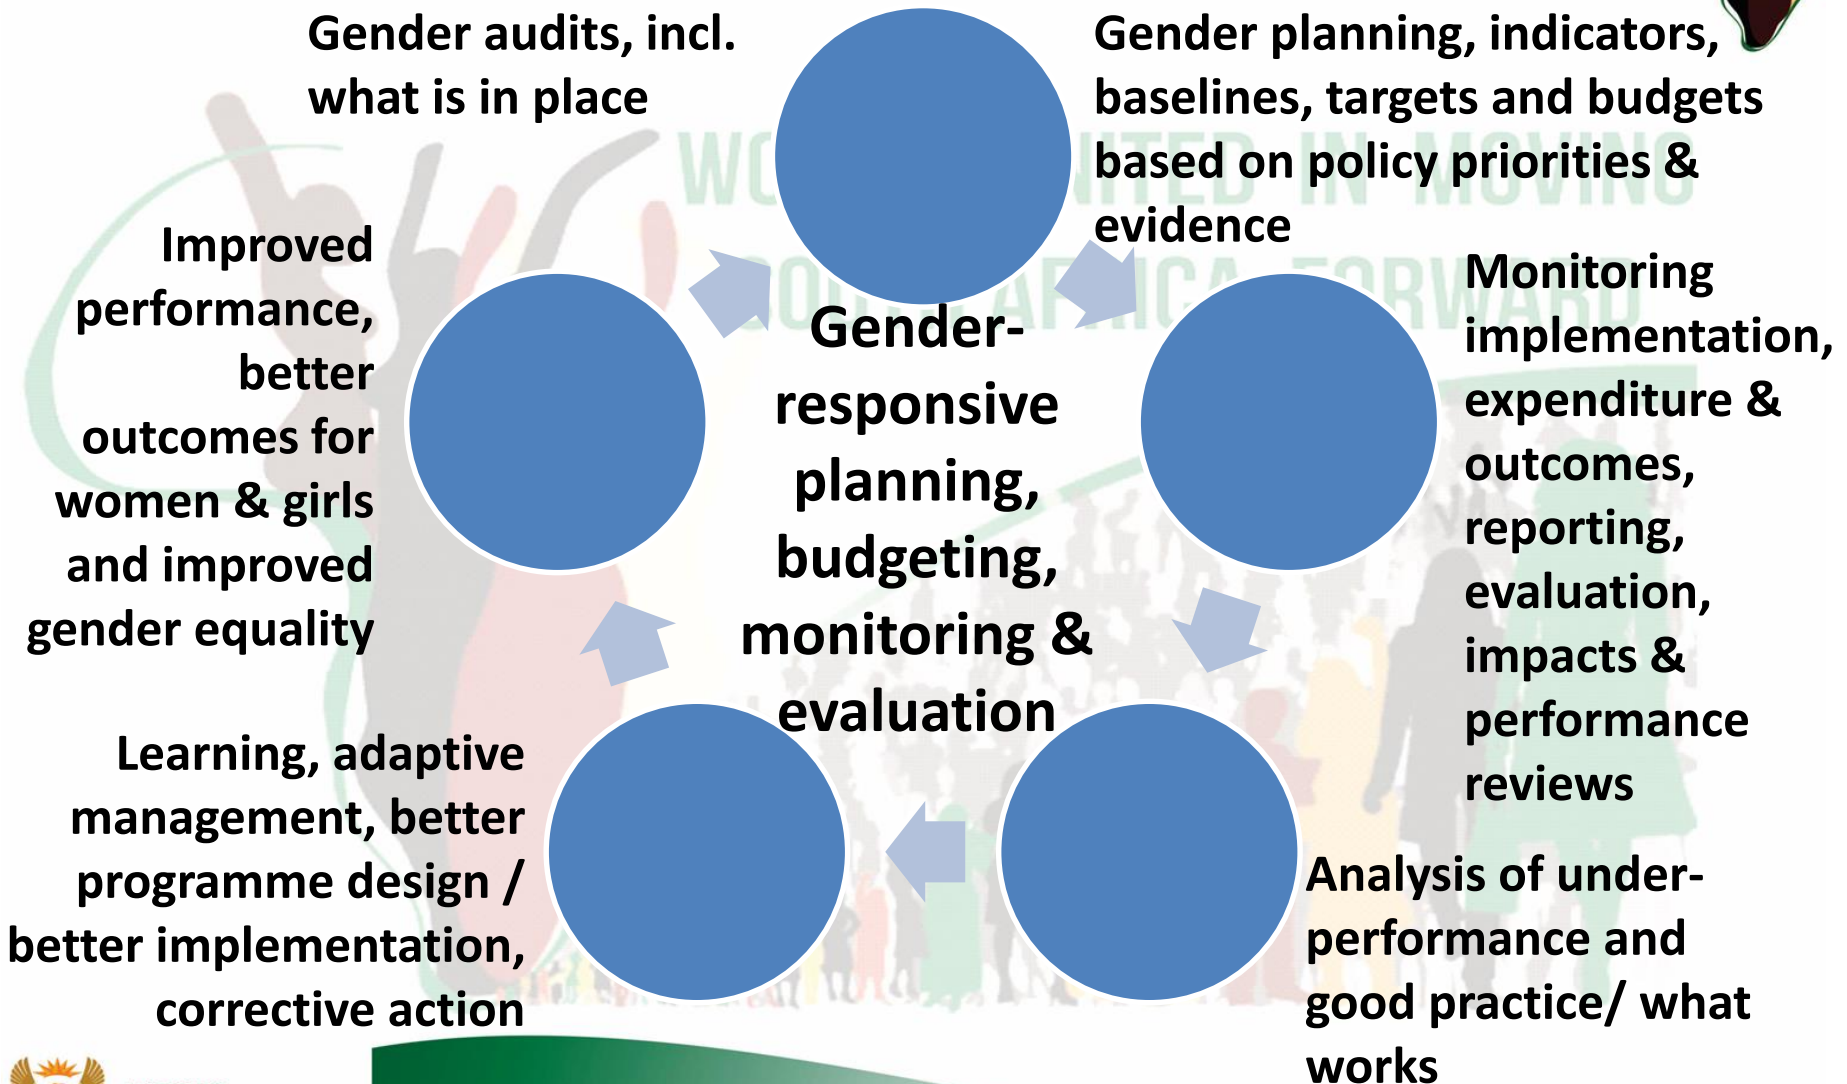 Gender audits, incl.
what is in place
Gender planning, indicators,
baselines, targets and budgets
based on policy priorities &
evidence
Monitoring
implementation,
expenditure &
outcomes,
reporting,
evaluation,
impacts &
performance
reviews
Analysis of under-
performance and
good practice/ what
works
Learning, adaptive
management, better
programme design /
better implementation,
corrective action
Improved
performance,
better
outcomes for
women & girls
and improved
gender equality
Gender-
responsive
planning,
budgeting,
monitoring &
evaluation
IN MOVING